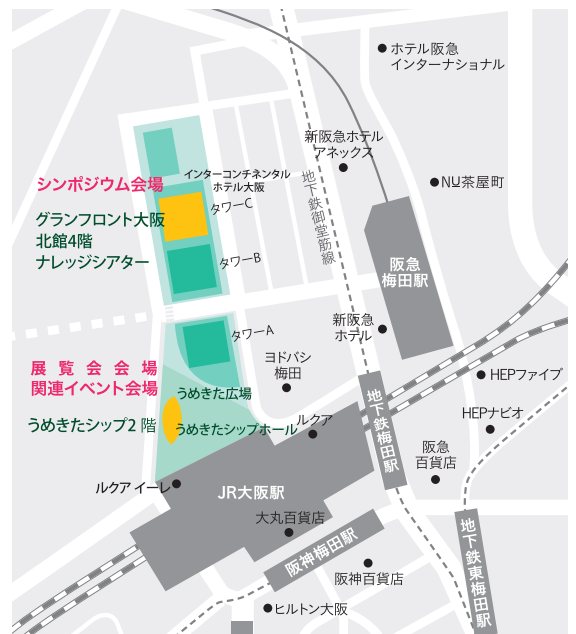 ホテル阪急
インターナショナル
新阪急ホテル
アネックス
NU茶屋町
インターコンチネンタル
ホテル大阪
シンポジウム会場
タワーC
グランフロント大阪
北館4階
ナレッジシアター
地下鉄御堂筋線
タワーB
阪急
梅田駅
新阪急
ホテル
タワーA
ヨドバシ
梅田
展覧会会場
関連イベント会場
HEPファイブ
うめきた広場
うめきたシップ2階
うめきたシップホール
ルクア
地下鉄梅田駅
HEPナビオ
阪急
百貨店
ルクア イーレ
JR大阪駅
大丸百貨店
阪神梅田駅
地下鉄東梅田駅
阪神百貨店
ヒルトン大阪